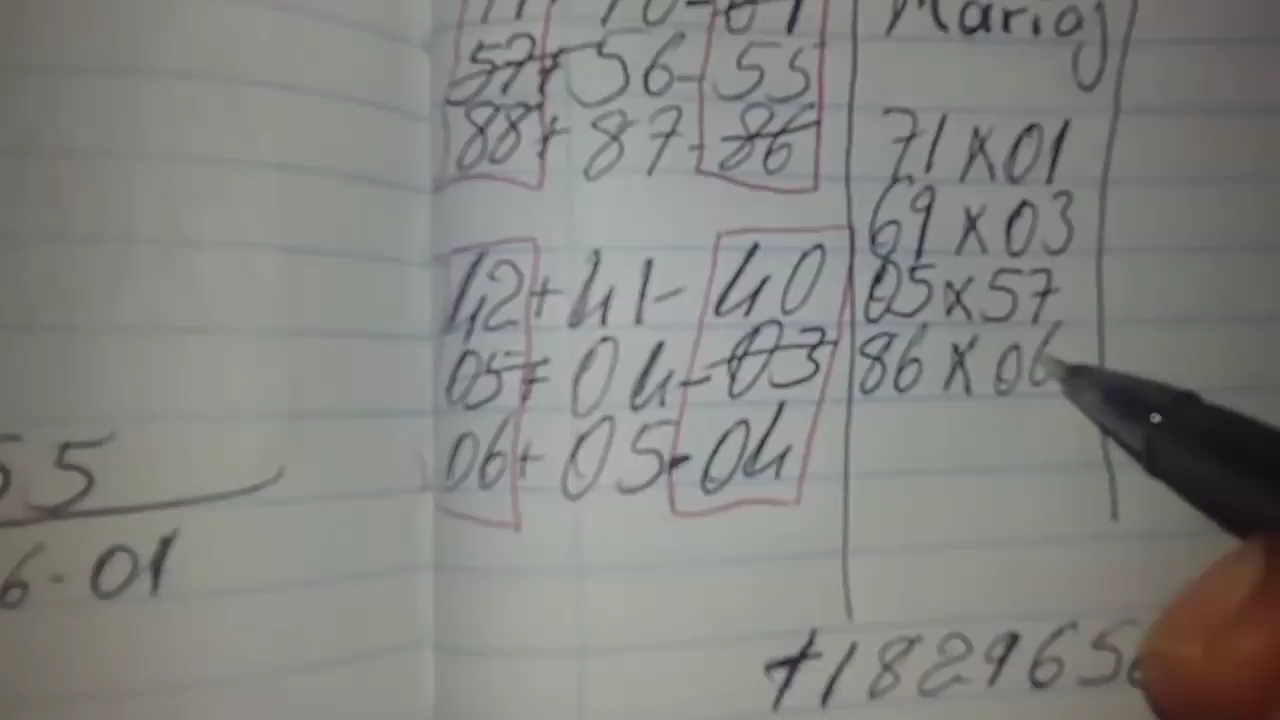 Mariaj
57+ 56- 55
88+ 87- 86
71 X 01
69 X 03
42+41- 40
05 X 57
05+ 04- 03
86 X 06
06+ 05- 04
55
6-01
+1829656